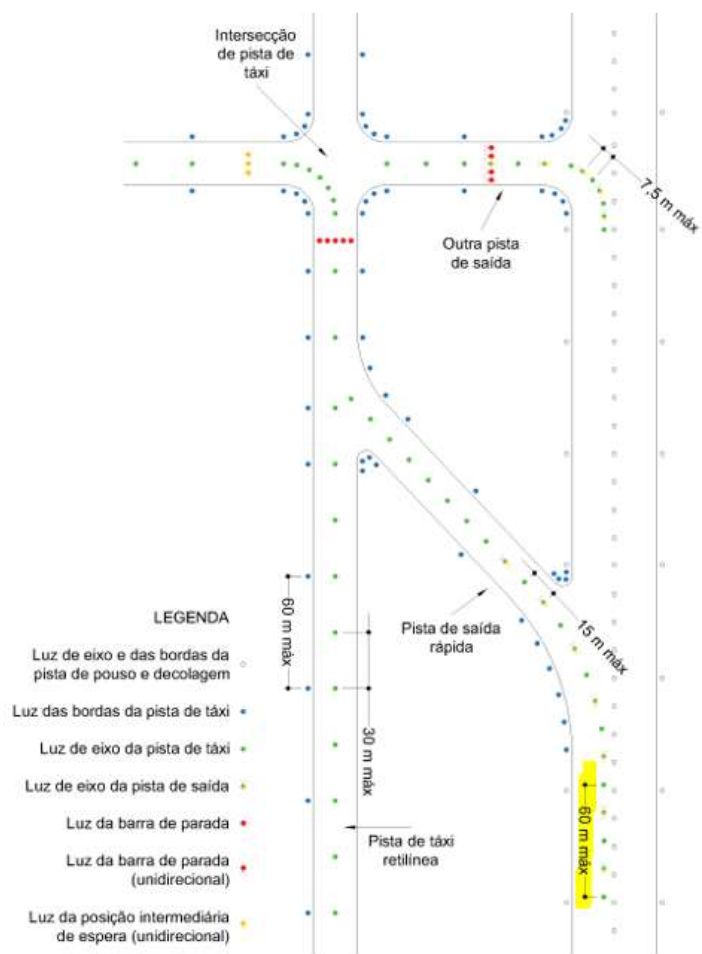 Intersecção
de pista de
táxi
7,5 m máx
Outra pista
de saída
60 m máx
LEGENDA
Pista de saída
rápida
15 m máx
Luz de eixo e das bordas da
pista de pouso e decolagem
Luz das bordas da pista de táxi
30 m máx
Luz de eixo da pista de táxi
Luz de eixo da pista de saída
60 m máx
Luz da barra de parada
Pista de táxi
retilínea
Luz da barra de parada
(unidirecional)
Luz da posição intermediária
de espera (unidirecional)